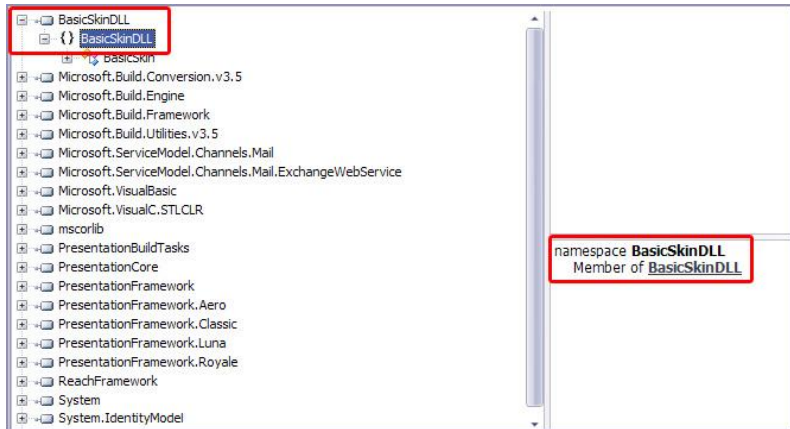 BasicSkinDLL
{} BasicSkinDLL
BasicSkin
Microsoft.Build.Conversion.v3.5
Microsoft.Build.Engine
Microsoft.Build.Framework
Microsoft.Build.Utilities.v3.5
Microsoft.ServiceModel.Channels.Mail
Microsoft.ServiceModel.Channels.Mail.ExchangeWebService
Microsoft.VisualBasic
Microsoft.VisualC.STLCLR
mscorlib
PresentationBuildTasks
PresentationCore
PresentationFramework
PresentationFramework.Aero
PresentationFramework.Classic
PresentationFramework.Luna
PresentationFramework.Royale
ReachFramework
System
System.IdentityModel
namespace BasicSkinDLL
Member of BasicSkinDLL